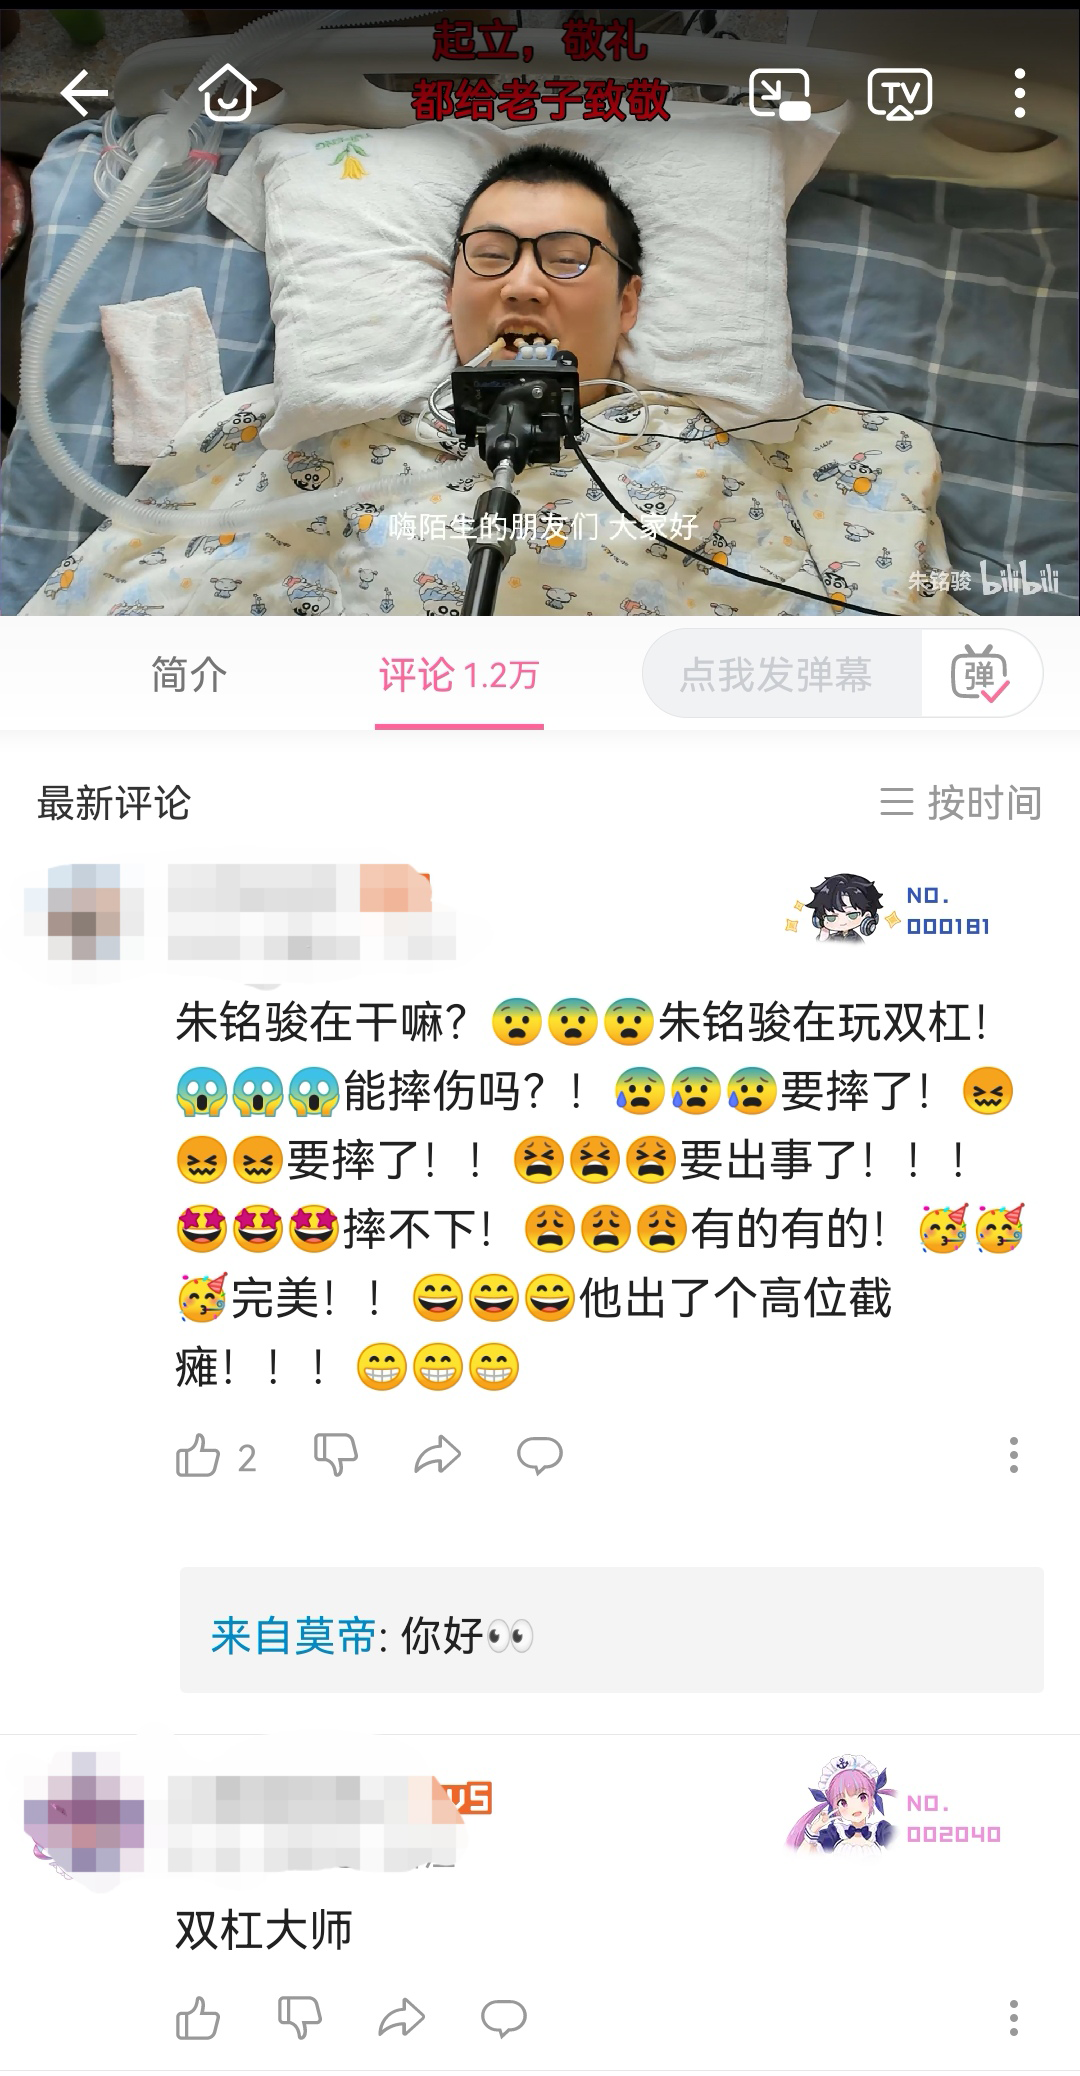 起立，敬礼
都给老子致敬
TV
嗨陌生的朋友们 大家好
朱铭骏 bilibili
简介
评论 1.2万
点我发弹幕
弹
最新评论
按时间
NO.
000181
朱铭骏在干嘛？😨😨😨朱铭骏在玩双杠！
😱😱😱能摔伤吗？！😰😰😰要摔了！😖
😖😖要摔了！！😫😫😫要出事了！！！
🤩🤩🤩摔不下！😩😩😩有的有的！🥳🥳
🥳完美！！😄😄😄他出了个高位截
瘫！！！😁😁😁
2
来自莫帝: 你好👀
V5
NO.
002040
双杠大师